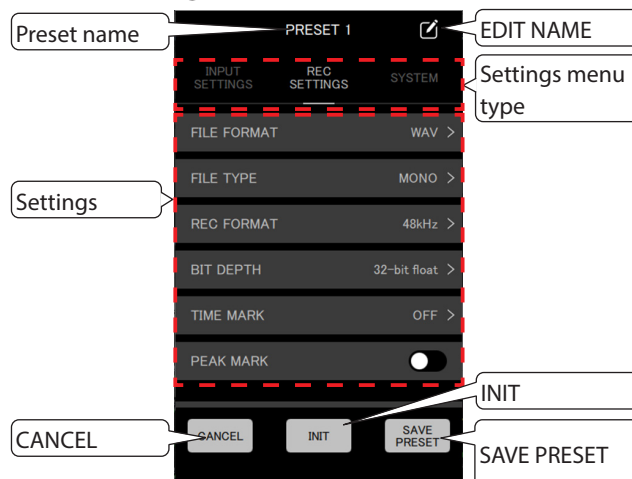 Preset name
PRESET 1
EDIT NAME
INPUT
SETTINGS
REC
SETTINGS
SYSTEM
Settings menu
type
FILE FORMAT WAV >
FILE TYPE MONO >
Settings
REC FORMAT 48kHz >
BIT DEPTH 32-bit float >
TIME MARK OFF >
PEAK MARK
INIT
CANCEL
CANCEL
INIT
SAVE
PRESET
SAVE PRESET